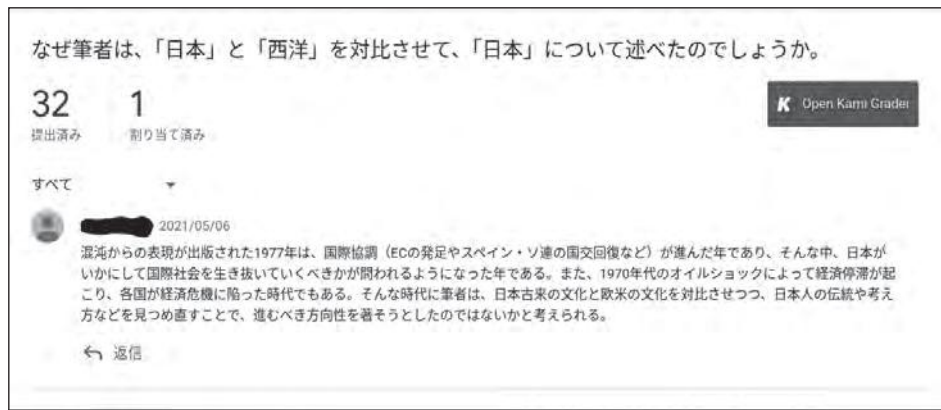 なぜ筆者は、「日本」と「西洋」を対比させて、「日本」について述べたのでしょうか。
32 1
提出済み 割り当て済み
K Open Kami Grader
すべて
2021/05/06
混沌からの表現が出版された1977年は、国際協調（ECの発足やスペイン・ソ連の国交回復など）が進んだ年であり、そんな中、日本が
いかにして国際社会を生き抜いていくべきかが問われるようになった年である。また、1970年代のオイルショックによって経済停滞が起
こり、各国が経済危機に陥った時代でもある。そんな時代に筆者は、日本古来の文化と欧米の文化を対比させつつ、日本人の伝統や考え
方などを見つめ直すことで、進むべき方向性を著そうとしたのではないかと考えられる。
返信